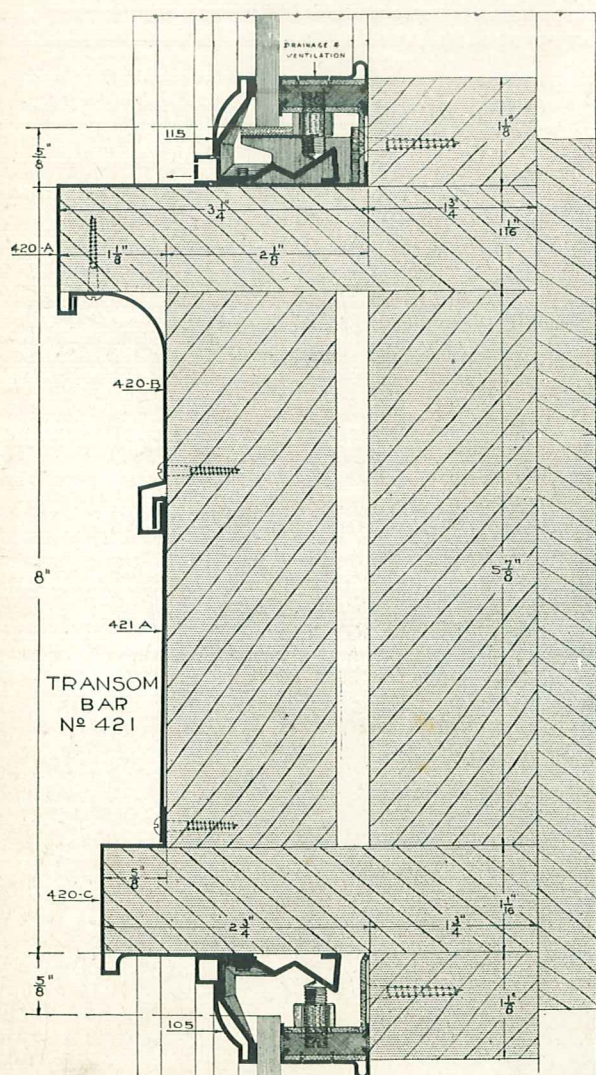 DRAINAGE &
VENTILATION
115
5/8"
1 1/8"
3 1/4"
1 3/4"
420-A
1 1/8"
2 1/8"
1 1/16"
420-B
8"
5 7/8"
421 A
TRANSOM
BAR
Nº 421
5/8"
420-C
1 1/16"
2 3/4"
1 3/4"
5/8"
1 1/8"
105